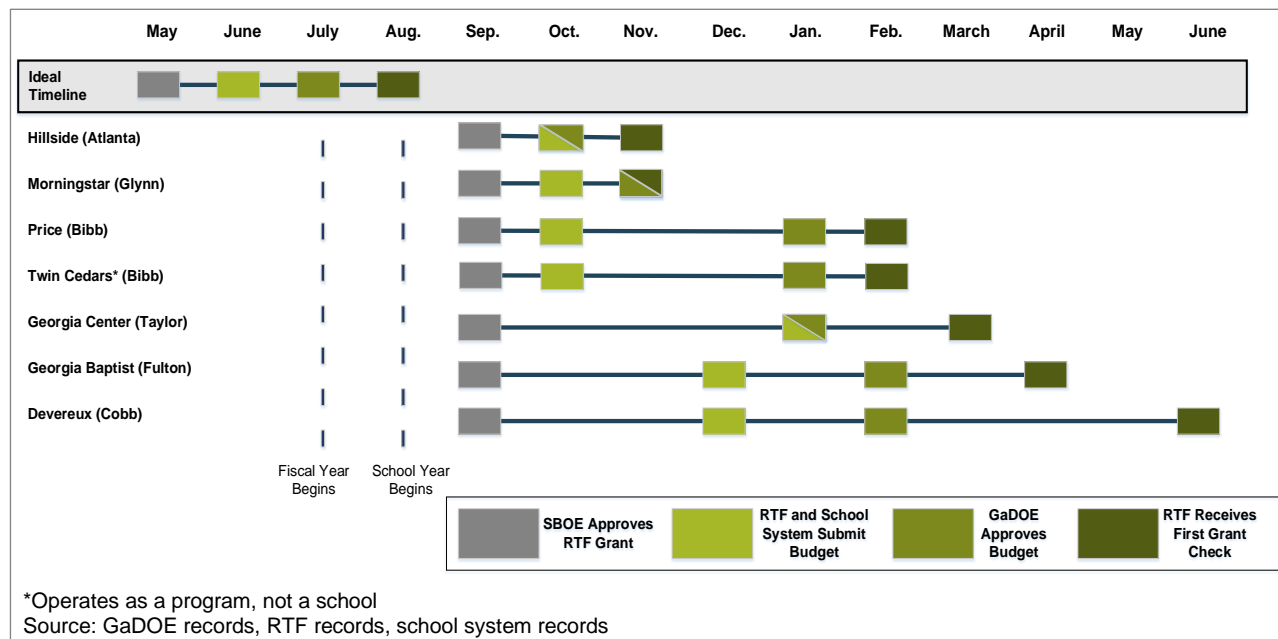 May June July Aug. Sep. Oct. Nov. Dec. Jan. Feb. March April May June
Ideal
Timeline
Hillside (Atlanta)
Morningstar (Glynn)
Price (Bibb)
Twin Cedars* (Bibb)
Georgia Center (Taylor)
Georgia Baptist (Fulton)
Devereux (Cobb)
Fiscal Year
Begins
School Year
Begins
SBOE Approves
RTF Grant
RTF and School
System Submit
Budget
GaDOE
Approves
Budget
RTF Receives
First Grant
Check
*Operates as a program, not a school
Source: GaDOE records, RTF records, school system records